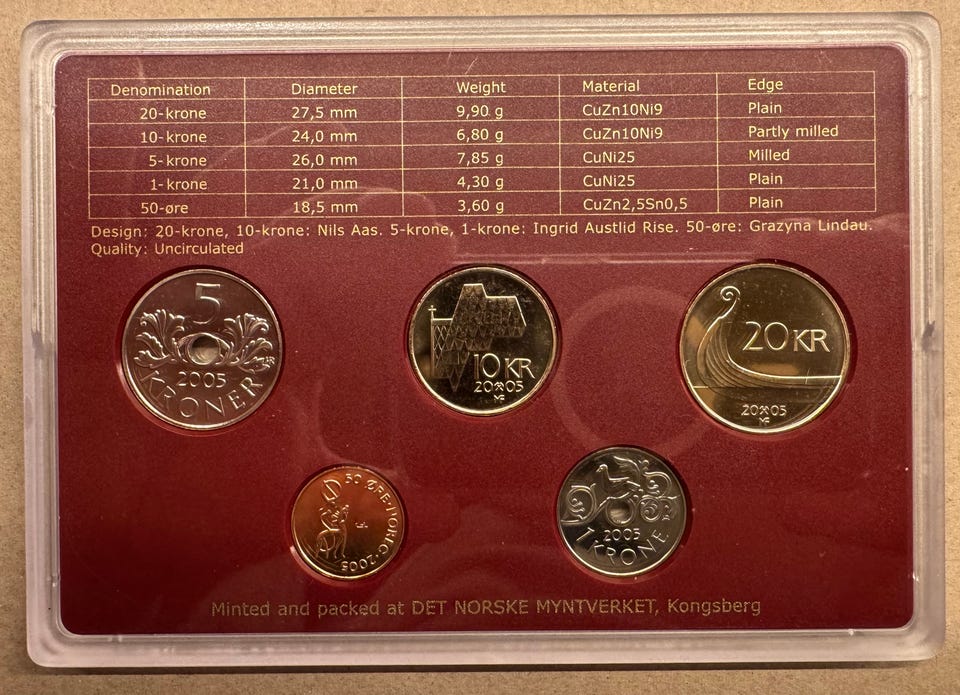 Denomination Diameter Weight Material Edge
20-krone 27,5 mm 9,90 g CuZn10Ni9 Plain
10-krone 24,0 mm 6,80 g CuZn10Ni9 Partly milled
5-krone 26,0 mm 7,85 g CuNi25 Milled
1-krone 21,0 mm 4,30 g CuNi25 Plain
50-øre 18,5 mm 3,60 g CuZn2,5Sn0,5 Plain
Design: 20-krone, 10-krone: Nils Aas. 5-krone, 1-krone: Ingrid Austlid Rise. 50-øre: Grazyna Lindau.
Quality: Uncirculated
5
2005
KRONER
10 KR
20 05
20 KR
20 05
50 ØRE·NORGE·2005
2005
1 KRONE
Minted and packed at DET NORSKE MYNTVERKET, Kongsberg